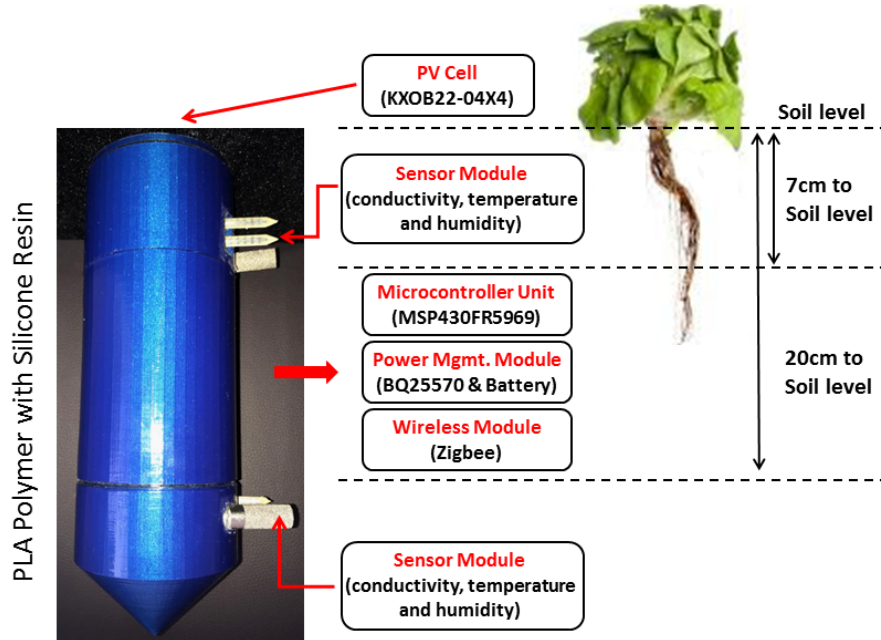 PV Cell
(KXOB22-04X4)
Soil level
Sensor Module
(conductivity, temperature
and humidity)
7cm to
Soil level
Microcontroller Unit
(MSP430FR5969)
Power Mgmt. Module
(BQ25570 & Battery)
20cm to
Soil level
Wireless Module
(Zigbee)
Sensor Module
(conductivity, temperature
and humidity)
PLA Polymer with Silicone Resin